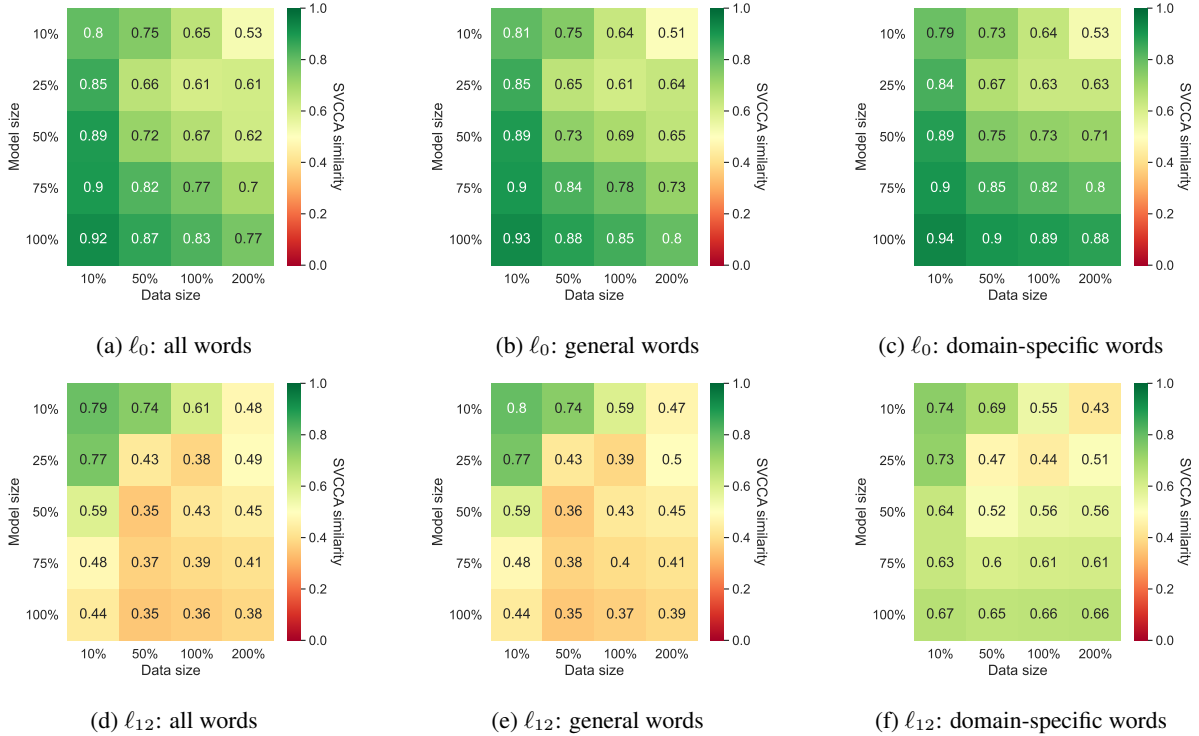 10% 0.8 0.75 0.65 0.53
25% 0.85 0.66 0.61 0.61
50% 0.89 0.72 0.67 0.62
75% 0.9 0.82 0.77 0.7
100% 0.92 0.87 0.83 0.77
10% 50% 100% 200%
Data size
Model size
1.0
0.8
0.6
0.4
0.2
0.0
SVCCA similarity
(a) ℓ0: all words
10% 0.81 0.75 0.64 0.51
25% 0.85 0.65 0.61 0.64
50% 0.89 0.73 0.69 0.65
75% 0.9 0.84 0.78 0.73
100% 0.93 0.88 0.85 0.8
10% 50% 100% 200%
Data size
Model size
1.0
0.8
0.6
0.4
0.2
0.0
SVCCA similarity
(b) ℓ0: general words
10% 0.79 0.73 0.64 0.53
25% 0.84 0.67 0.63 0.63
50% 0.89 0.75 0.73 0.71
75% 0.9 0.85 0.82 0.8
100% 0.94 0.9 0.89 0.88
10% 50% 100% 200%
Data size
Model size
1.0
0.8
0.6
0.4
0.2
0.0
SVCCA similarity
(c) ℓ0: domain-specific words
10% 0.79 0.74 0.61 0.48
25% 0.77 0.43 0.38 0.49
50% 0.59 0.35 0.43 0.45
75% 0.48 0.37 0.39 0.41
100% 0.44 0.35 0.36 0.38
10% 50% 100% 200%
Data size
Model size
1.0
0.8
0.6
0.4
0.2
0.0
SVCCA similarity
(d) ℓ12: all words
10% 0.8 0.74 0.59 0.47
25% 0.77 0.43 0.39 0.5
50% 0.59 0.36 0.43 0.45
75% 0.48 0.38 0.4 0.41
100% 0.44 0.35 0.37 0.39
10% 50% 100% 200%
Data size
Model size
1.0
0.8
0.6
0.4
0.2
0.0
SVCCA similarity
(e) ℓ12: general words
10% 0.74 0.69 0.55 0.43
25% 0.73 0.47 0.44 0.51
50% 0.64 0.52 0.56 0.56
75% 0.63 0.6 0.61 0.61
100% 0.67 0.65 0.66 0.66
10% 50% 100% 200%
Data size
Model size
1.0
0.8
0.6
0.4
0.2
0.0
SVCCA similarity
(f) ℓ12: domain-specific words